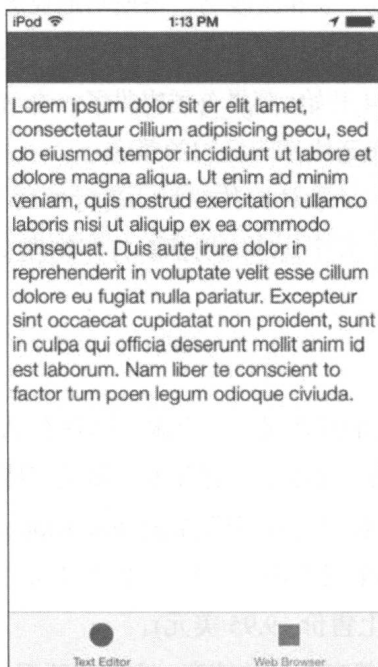 iPod 1:13 PM
Lorem ipsum dolor sit er elit lamet,
consectetaur cillium adipisicing pecu, sed
do eiusmod tempor incididunt ut labore et
dolore magna aliqua. Ut enim ad minim
veniam, quis nostrud exercitation ullamco
laboris nisi ut aliquip ex ea commodo
consequat. Duis aute irure dolor in
reprehenderit in voluptate velit esse cillum
dolore eu fugiat nulla pariatur. Excepteur
sint occaecat cupidatat non proident, sunt
in culpa qui officia deserunt mollit anim id
est laborum. Nam liber te conscient to
factor tum poen legum odioque civiuda.
Text Editor Web Browser